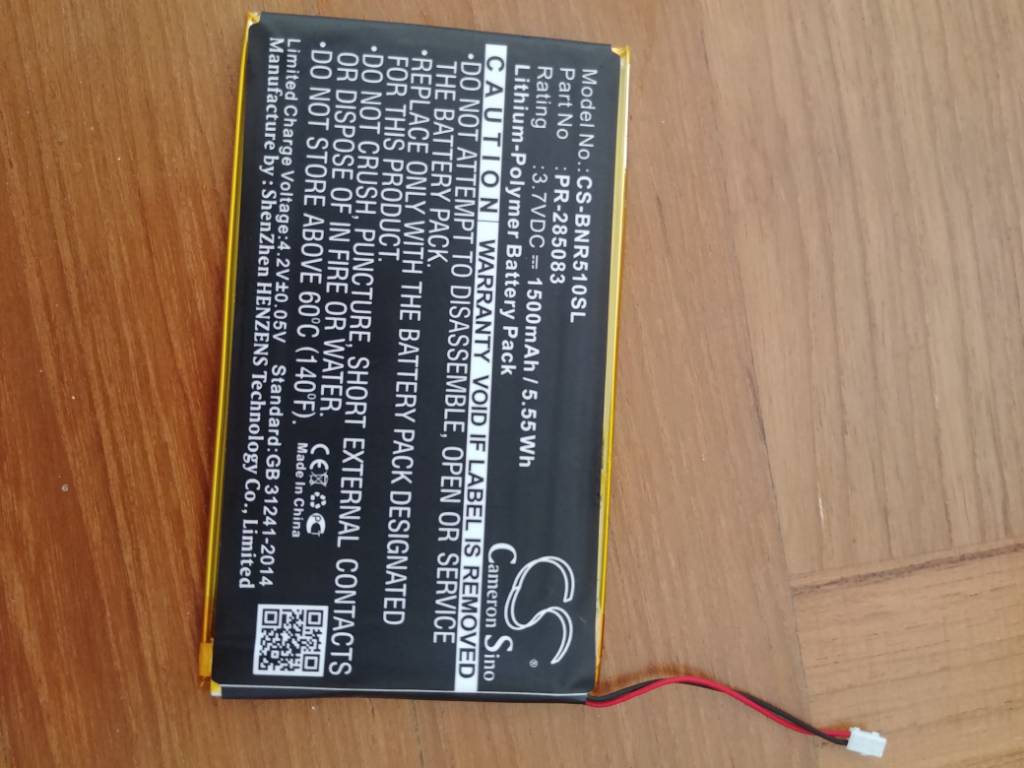 Model No.:CS-BNR510SL
Part No :PR-285083
Rating :3.7VDC⎓1500mAh / 5.55Wh
Lithium-Polymer Battery Pack
CS®
Cameron Sino
CAUTION WARRANTY VOID IF LABEL IS REMOVED
•DO NOT ATTEMPT TO DISASSEMBLE, OPEN OR SERVICE
THE BATTERY PACK.
•REPLACE ONLY WITH THE BATTERY PACK DESIGNATED
FOR THIS PRODUCT.
•DO NOT CRUSH, PUNCTURE, SHORT EXTERNAL CONTACTS
OR DISPOSE OF IN FIRE OR WATER.
•DO NOT STORE ABOVE 60°C (140°F).
CE
Made In China
Limited Charge Voltage:4.2V±0.05V Standard:GB 31241-2014
Manufacture by : ShenZhen HENZENS Technology Co., Limited